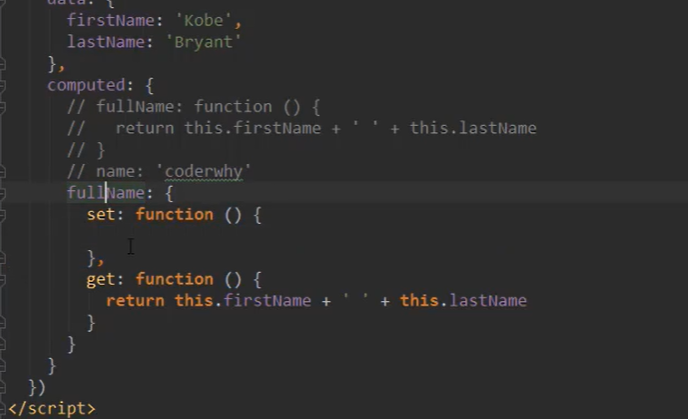 data: {
firstName: 'Kobe',
lastName: 'Bryant'
},
computed: {
// fullName: function () {
//   return this.firstName + ' ' + this.lastName
// }
// name: 'coderwhy'
fullName: {
set: function () {
},
get: function () {
return this.firstName + ' ' + this.lastName
}
}
}
})
</script>